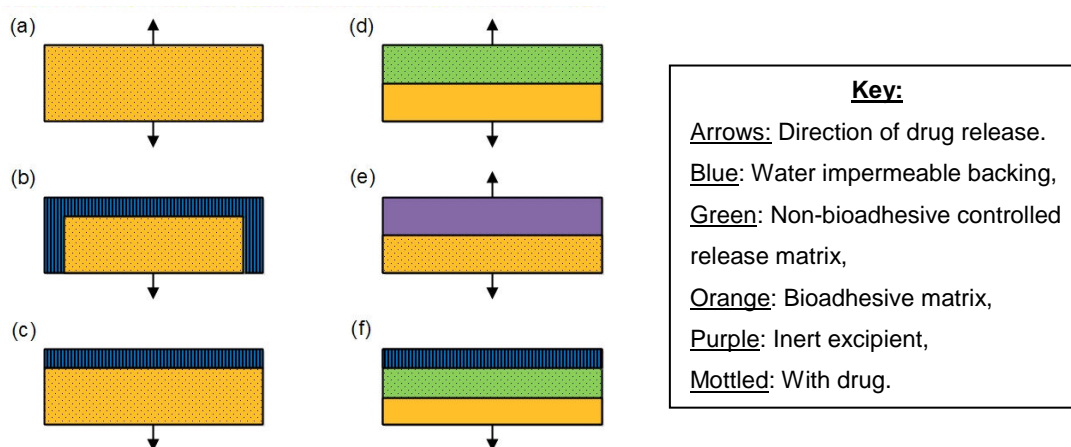 (a)
(d)
(b)
(e)
(c)
(f)
Key:
Arrows: Direction of drug release.
Blue: Water impermeable backing,
Green: Non-bioadhesive controlled
release matrix,
Orange: Bioadhesive matrix,
Purple: Inert excipient,
Mottled: With drug.